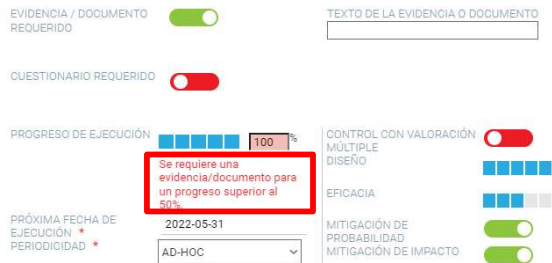 EVIDENCIA / DOCUMENTO
REQUERIDO
TEXTO DE LA EVIDENCIA O DOCUMENTO
CUESTIONARIO REQUERIDO
PROGRESO DE EJECUCIÓN
100 %
Se requiere una
evidencia/documento para
un progreso superior al
50%.
CONTROL CON VALORACIÓN
MÚLTIPLE
DISEÑO
EFICACIA
PRÓXIMA FECHA DE
EJECUCIÓN *
2022-05-31
PERIODICIDAD *
AD-HOC
MITIGACIÓN DE
PROBABILIDAD
MITIGACIÓN DE IMPACTO